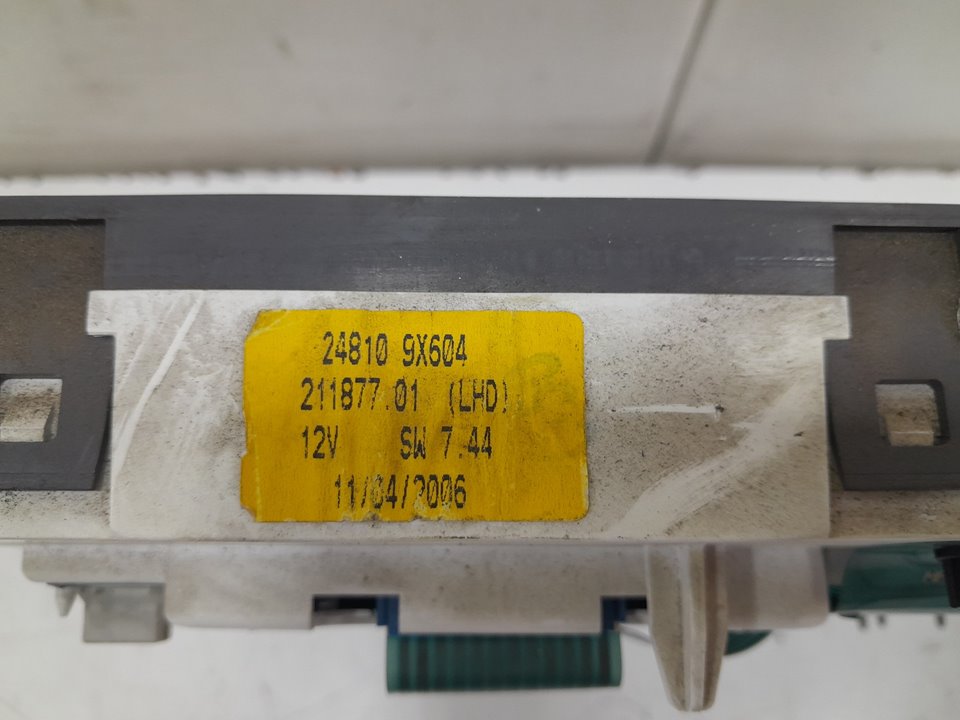 24810 9X604
211877.01 (LHD)
12V SW 7.44
11/04/2006